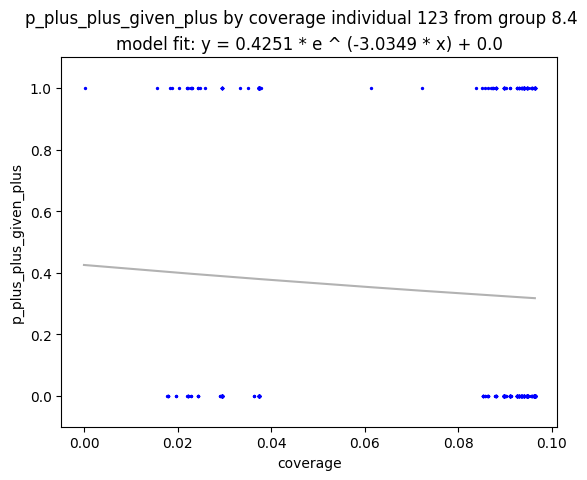 p_plus_plus_given_plus by coverage individual 123 from group 8.4
model fit: y = 0.4251 * e ^ (-3.0349 * x) + 0.0
p_plus_plus_given_plus
1.0
0.8
0.6
0.4
0.2
0.0
0.00 0.02 0.04 0.06 0.08 0.10
coverage